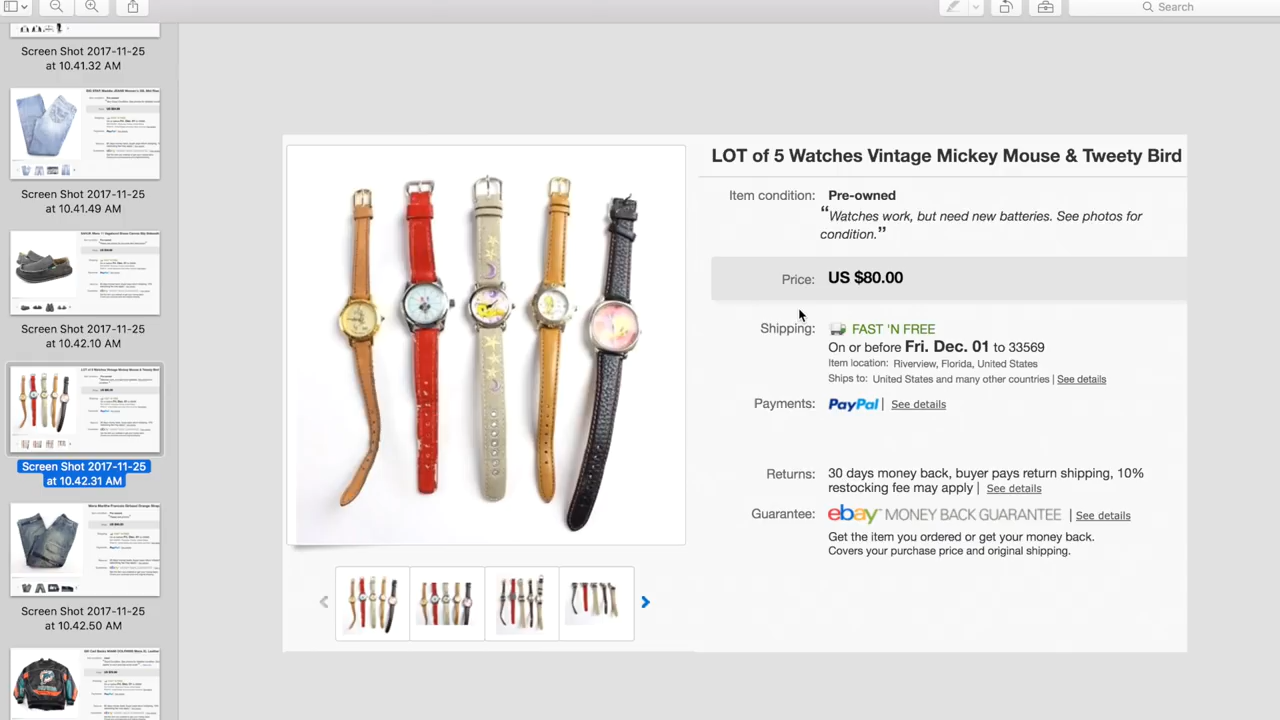 Search
Screen Shot 2017-11-25
at 10.41.32 AM
Screen Shot 2017-11-25
at 10.41.49 AM
Screen Shot 2017-11-25
at 10.42.10 AM
Screen Shot 2017-11-25
at 10.42.31 AM
Screen Shot 2017-11-25
at 10.42.50 AM
LOT of 5 Watches Vintage Mickey Mouse & Tweety Bird
Item condition: Pre-owned
“Watches work, but need new batteries. See photos for
condition.”
Price: US $80.00
Shipping: FAST 'N FREE
On or before Fri. Dec. 01 to 33569
Item location: Riverview, Florida, United States
Ships to: United States and many other countries | See details
Payments: PayPal | See details
Returns: 30 days money back, buyer pays return shipping, 10%
restocking fee may apply | See details
Guarantee: ebay MONEY BACK GUARANTEE | See details
Get the item you ordered or get your money back.
Covers your purchase price and original shipping.